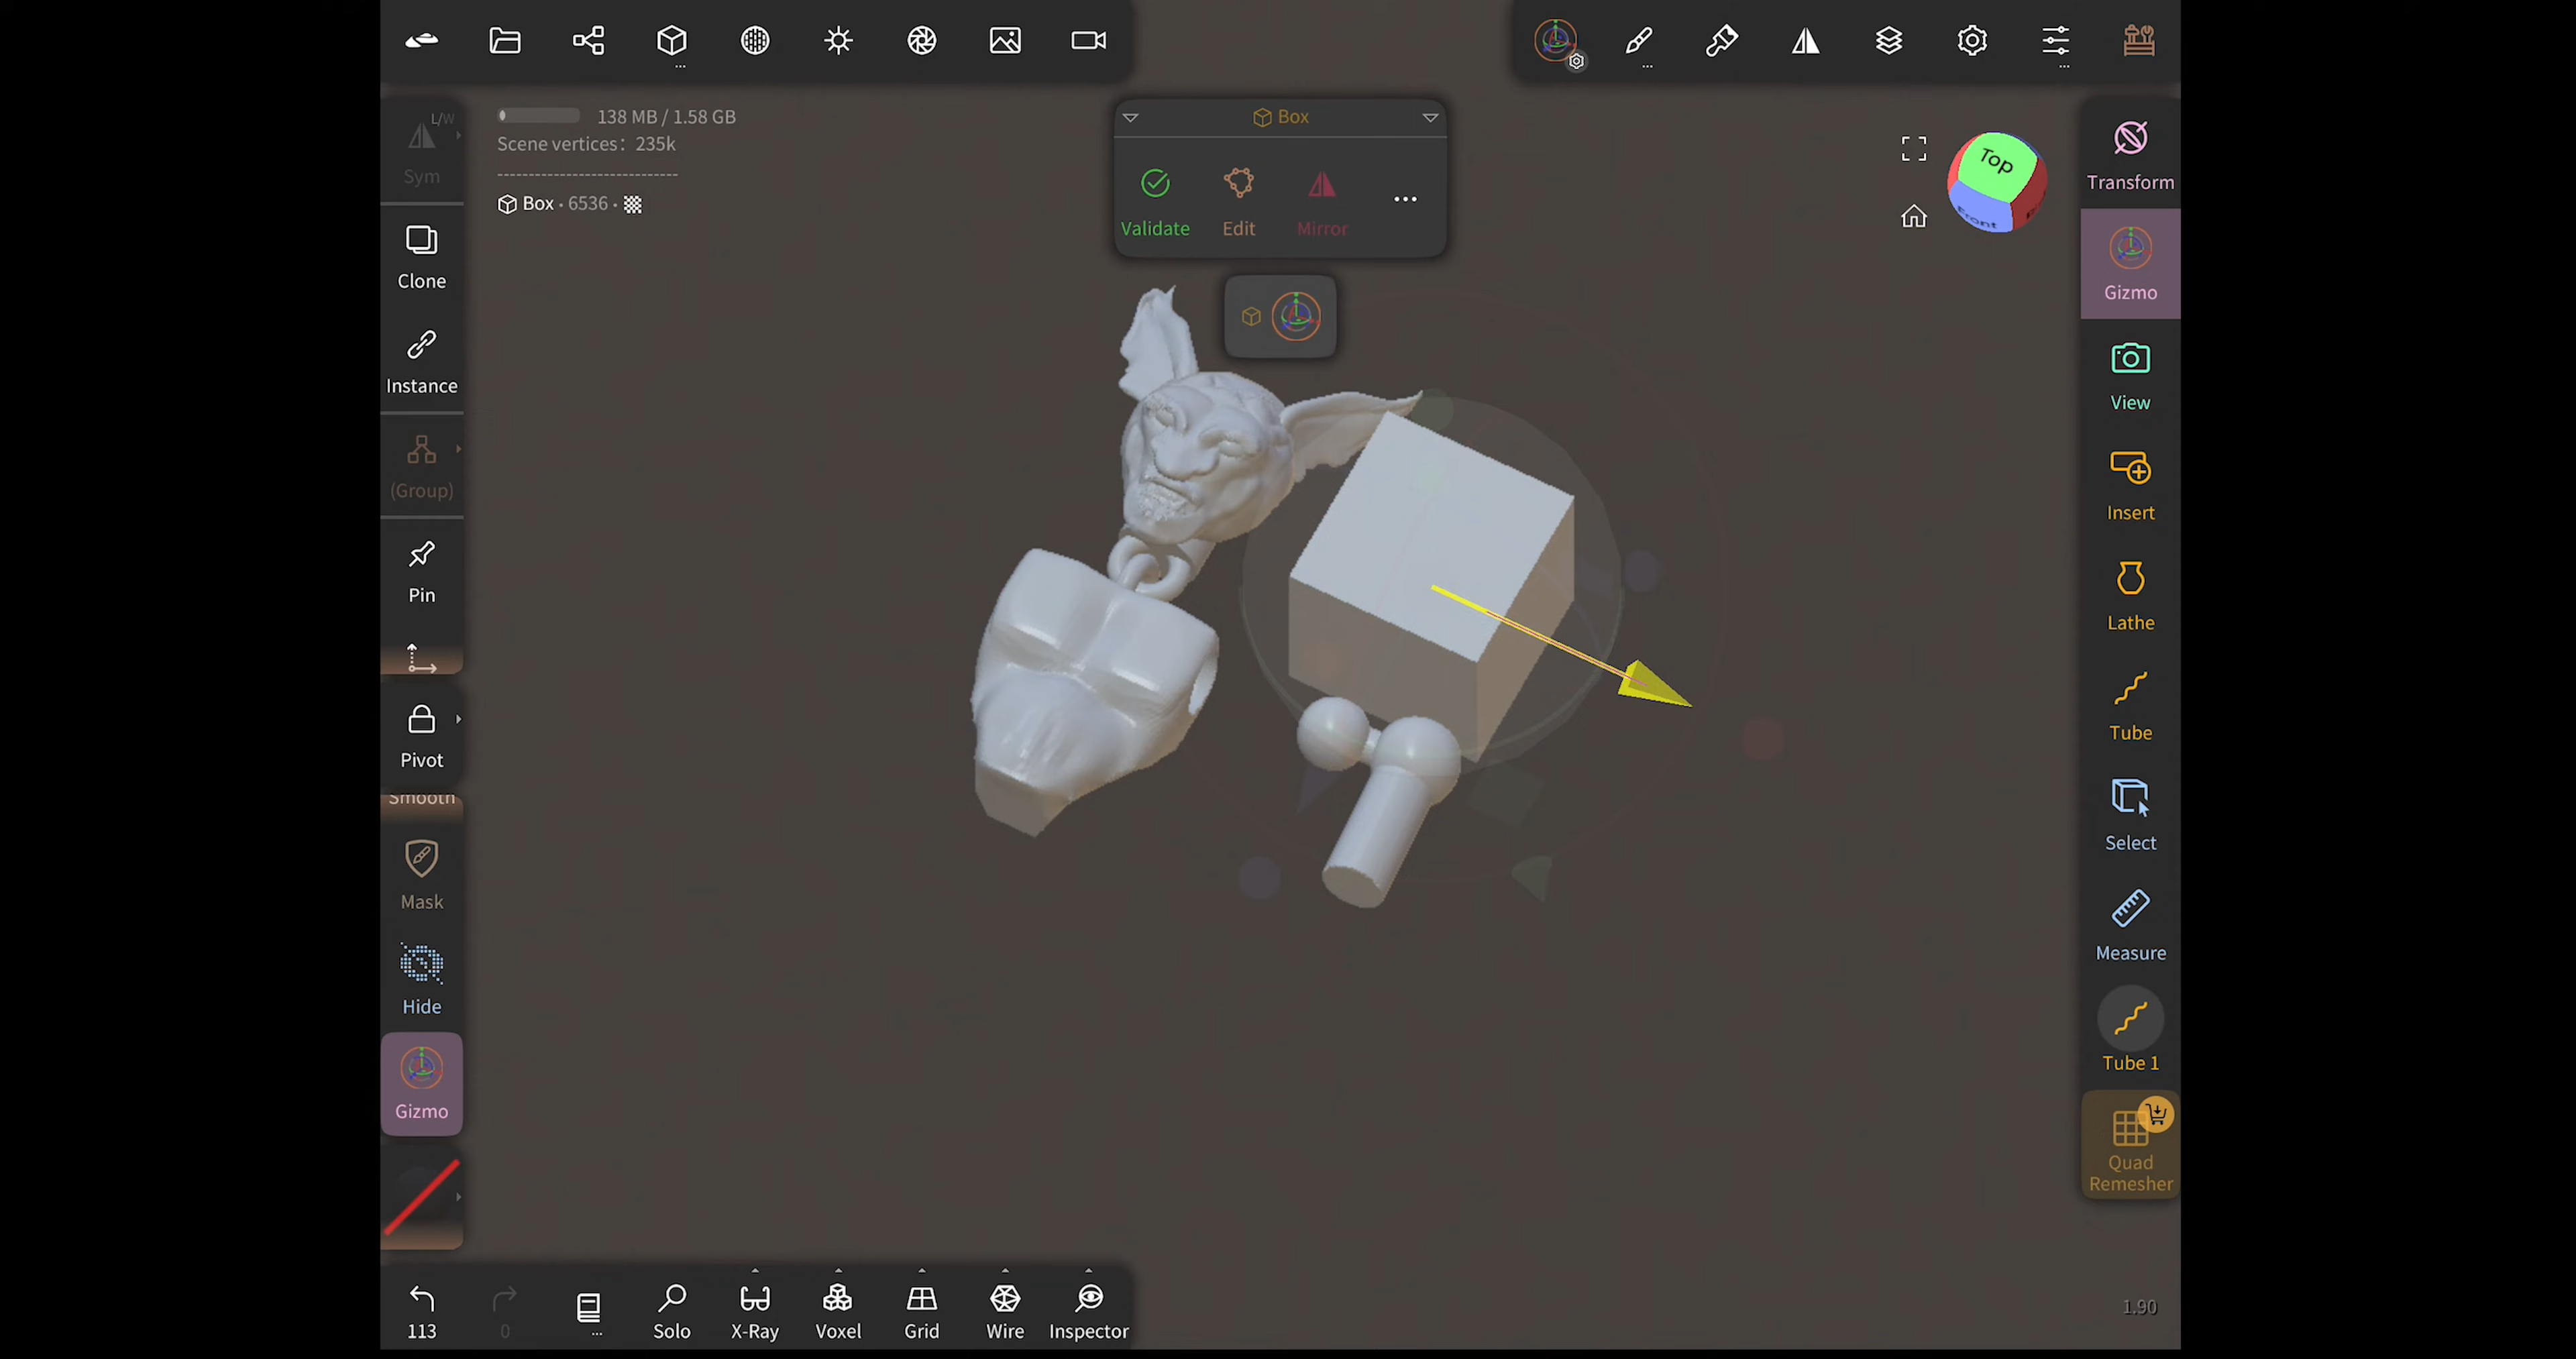 138 MB / 1.58 GB
Scene vertices: 235k
Box • 6536 •
Box
Validate
Edit
Mirror
...
L/W
Sym
Clone
Instance
(Group)
Pin
Pivot
Smooth
Mask
Hide
Gizmo
Top
Front
Transform
Gizmo
View
Insert
Lathe
Tube
Select
Measure
Tube 1
Quad
Remesher
1.90
113
0
...
Solo
X-Ray
Voxel
Grid
Wire
Inspector